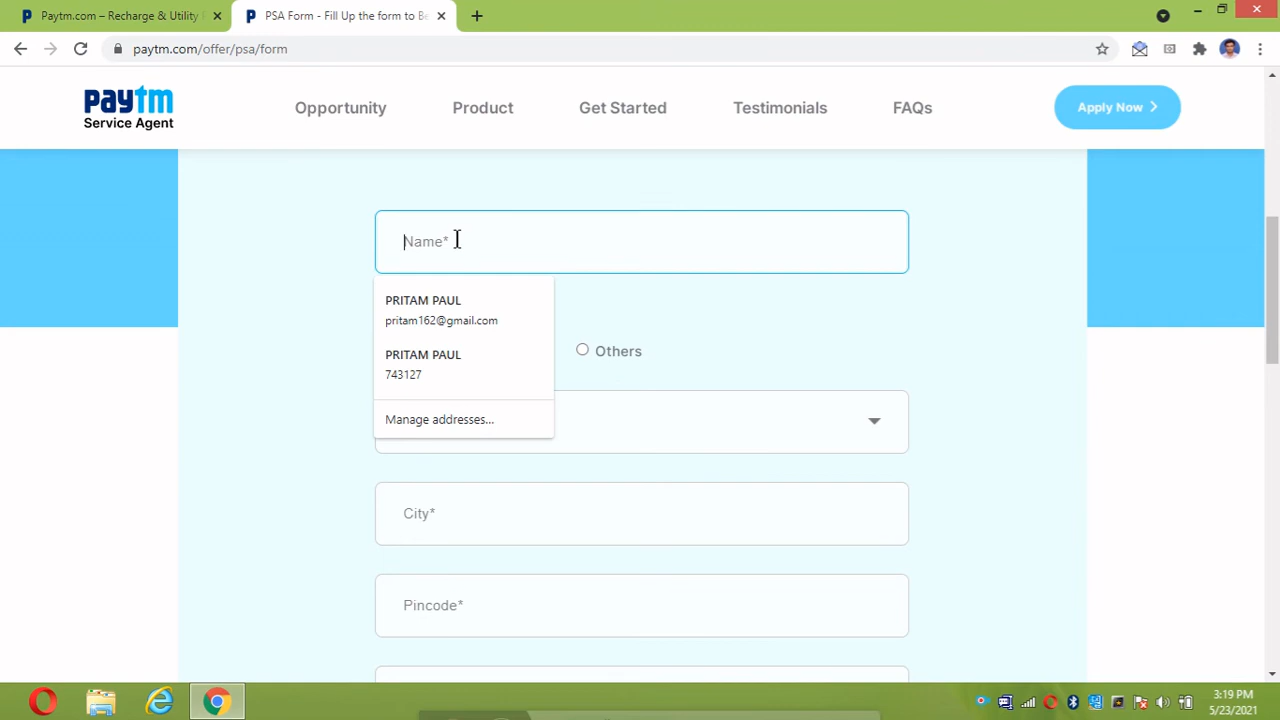 Paytm.com – Recharge & Utility
PSA Form - Fill Up the form to Be
paytm.com/offer/psa/form
paytm
Service Agent
Opportunity
Product
Get Started
Testimonials
FAQs
Apply Now
Name*
PRITAM PAUL
pritam162@gmail.com
PRITAM PAUL
743127
Manage addresses...
Others
City*
Pincode*
3:19 PM
5/23/2021